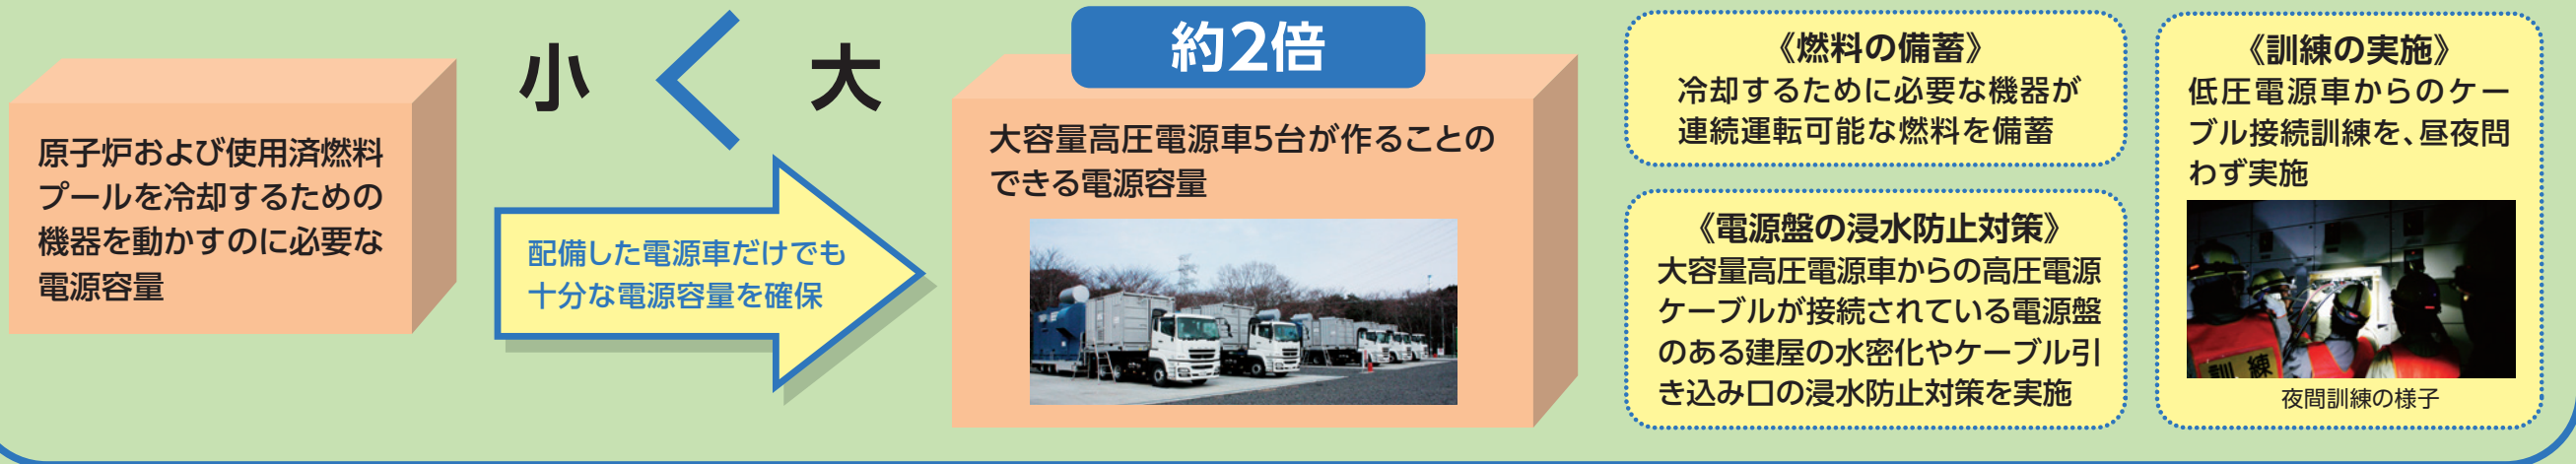 原子炉および使用済燃料
プールを冷却するための
機器を動かすのに必要な
電源容量
小 < 大
配備した電源車だけでも
十分な電源容量を確保
約2倍
大容量高圧電源車5台が作ることの
できる電源容量
《燃料の備蓄》
冷却するために必要な機器が
連続運転可能な燃料を備蓄
《電源盤の浸水防止対策》
大容量高圧電源車からの高圧電源
ケーブルが接続されている電源盤
のある建屋の水密化やケーブル引
き込み口の浸水防止対策を実施
《訓練の実施》
低圧電源車からのケー
ブル接続訓練を、昼夜問
わず実施
訓練
夜間訓練の様子